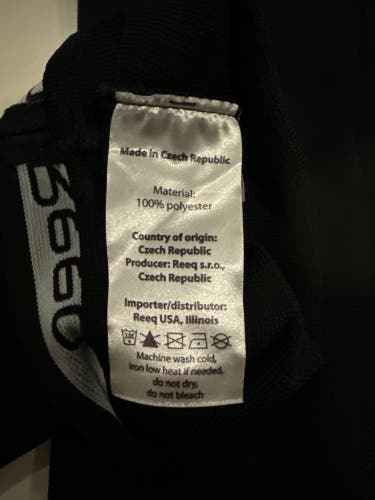 Made in Czech Republic
Material:
100% polyester
Country of origin:
Czech Republic
Producer: Reeq s.r.o.,
Czech Republic
Importer/distributor:
Reeq USA, Illinois
Machine wash cold,
iron low heat if needed,
do not dry,
do not bleach